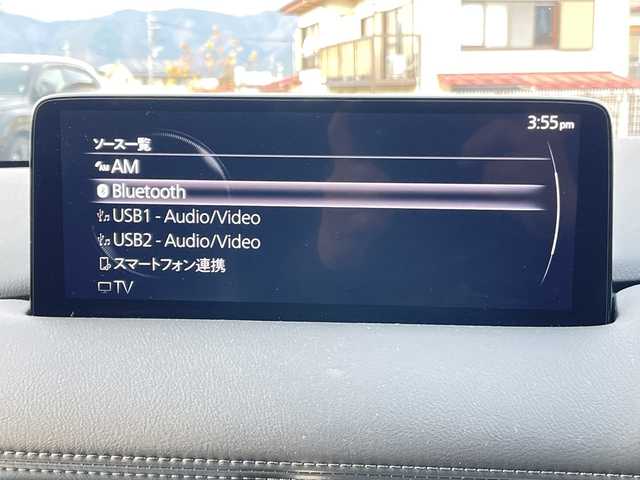 3:55pm
ソース一覧
AM
Bluetooth
USB1 - Audio/Video
USB2 - Audio/Video
スマートフォン連携
TV